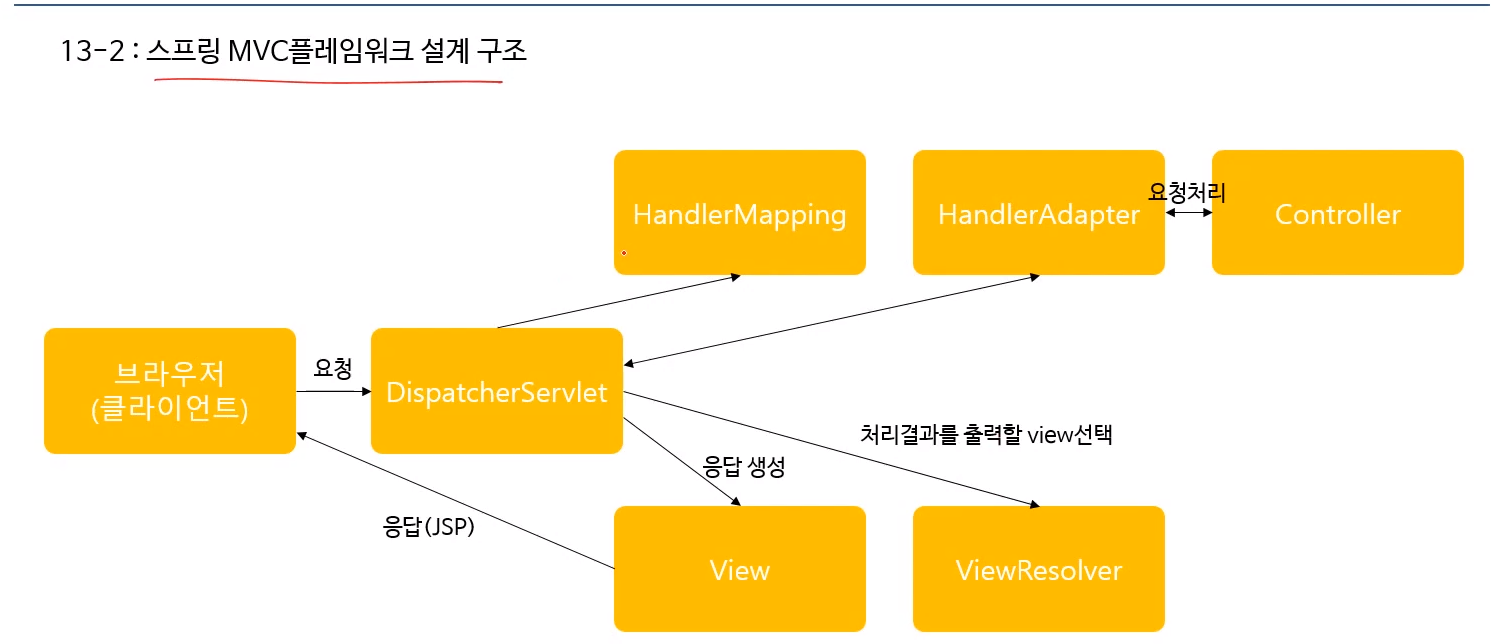 13-2 : 스프링 MVC플레임워크 설계 구조
HandlerMapping
HandlerAdapter
요청처리
Controller
브라우저
(클라이언트)
요청
DispatcherServlet
처리결과를 출력할 view선택
응답 생성
응답(JSP)
View
ViewResolver